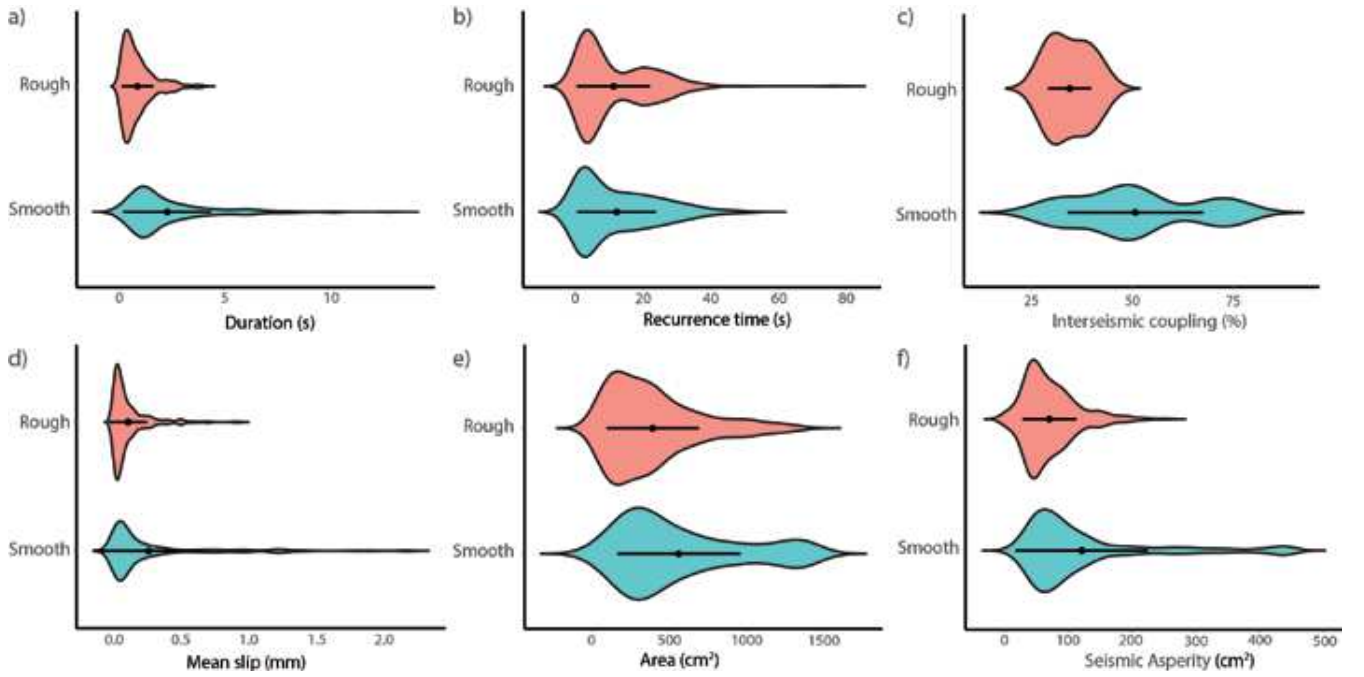 a)
Rough
Smooth
0 5 10
Duration (s)
b)
Rough
Smooth
0 20 40 60 80
Recurrence time (s)
c)
Rough
Smooth
25 50 75
Interseismic coupling (%)
d)
Rough
Smooth
0.0 0.5 1.0 1.5 2.0
Mean slip (mm)
e)
Rough
Smooth
0 500 1000 1500
Area (cm²)
f)
Rough
Smooth
0 100 200 300 400 500
Seismic Asperity (cm²)